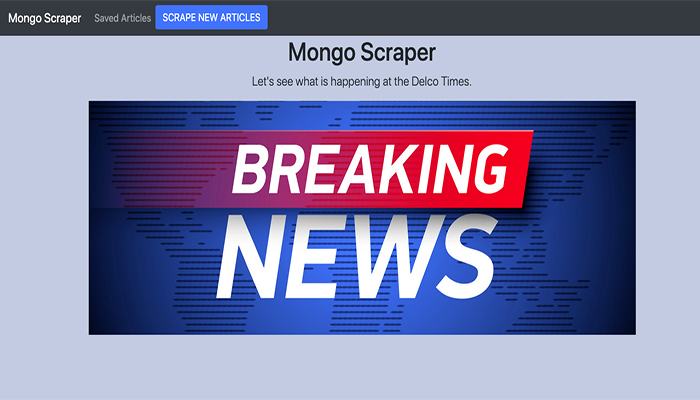 Mongo Scraper Saved Articles SCRAPE NEW ARTICLES
Mongo Scraper
Let's see what is happening at the Delco Times.
BREAKING
NEWS